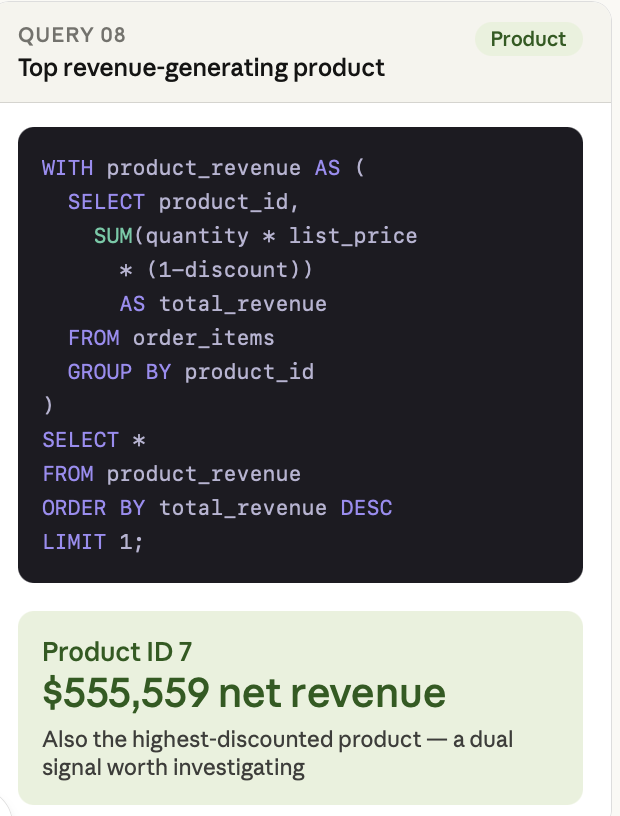 QUERY 08
Product
Top revenue-generating product
WITH product_revenue AS (
  SELECT product_id,
    SUM(quantity * list_price
      * (1–discount))
      AS total_revenue
  FROM order_items
  GROUP BY product_id
)
SELECT *
FROM product_revenue
ORDER BY total_revenue DESC
LIMIT 1;
Product ID 7
$555,559 net revenue
Also the highest-discounted product — a dual
signal worth investigating